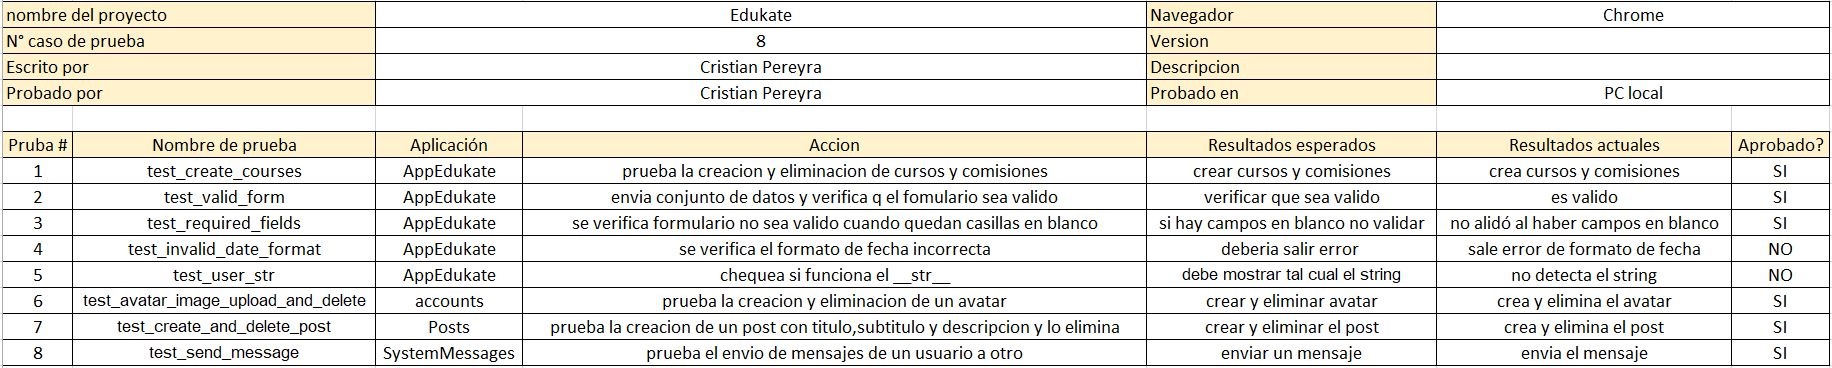 nombre del proyecto Edukate Navegador Chrome
N° caso de prueba 8 Version
Escrito por Cristian Pereyra Descripcion
Probado por Cristian Pereyra Probado en PC local
Pruba # Nombre de prueba Aplicación Accion Resultados esperados Resultados actuales Aprobado?
1 test_create_courses AppEdukate prueba la creacion y eliminacion de cursos y comisiones crear cursos y comisiones crea cursos y comisiones SI
2 test_valid_form AppEdukate envia conjunto de datos y verifica q el fomulario sea valido verificar que sea valido es valido SI
3 test_required_fields AppEdukate se verifica formulario no sea valido cuando quedan casillas en blanco si hay campos en blanco no validar no alidó al haber campos en blanco SI
4 test_invalid_date_format AppEdukate se verifica el formato de fecha incorrecta deberia salir error sale error de formato de fecha NO
5 test_user_str AppEdukate chequea si funciona el __str__ debe mostrar tal cual el string no detecta el string NO
6 test_avatar_image_upload_and_delete accounts prueba la creacion y eliminacion de un avatar crear y eliminar avatar crea y elimina el avatar SI
7 test_create_and_delete_post Posts prueba la creacion de un post con titulo,subtitulo y descripcion y lo elimina crear y eliminar el post crea y elimina el post SI
8 test_send_message SystemMessages prueba el envio de mensajes de un usuario a otro enviar un mensaje envia el mensaje SI